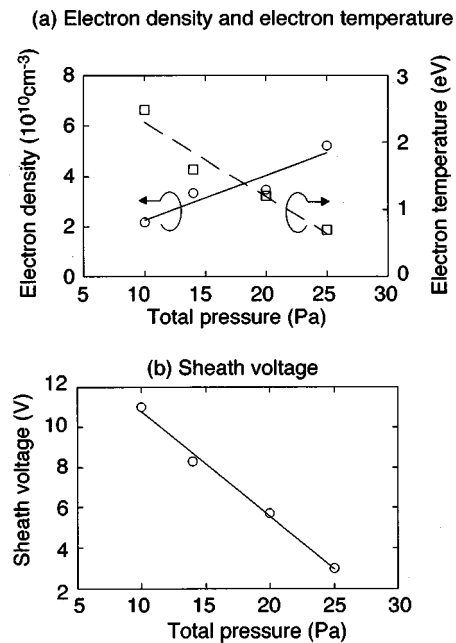 (a) Electron density and electron temperature
Electron density (10¹⁰cm⁻³)
8
6
4
2
0
3
2
1
0
Electron temperature (eV)
5 10 15 20 25 30
Total pressure (Pa)
(b) Sheath voltage
Sheath voltage (V)
12
10
8
6
4
2
5 10 15 20 25 30
Total pressure (Pa)